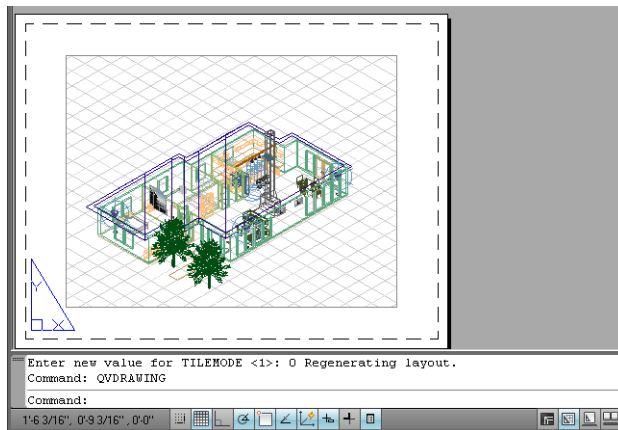 Y
X
Enter new value for TILEMODE <1>: 0 Regenerating layout.
Command: QVDRAWING
Command:
1'-6 3/16", 0'-9 3/16" , 0'-0"